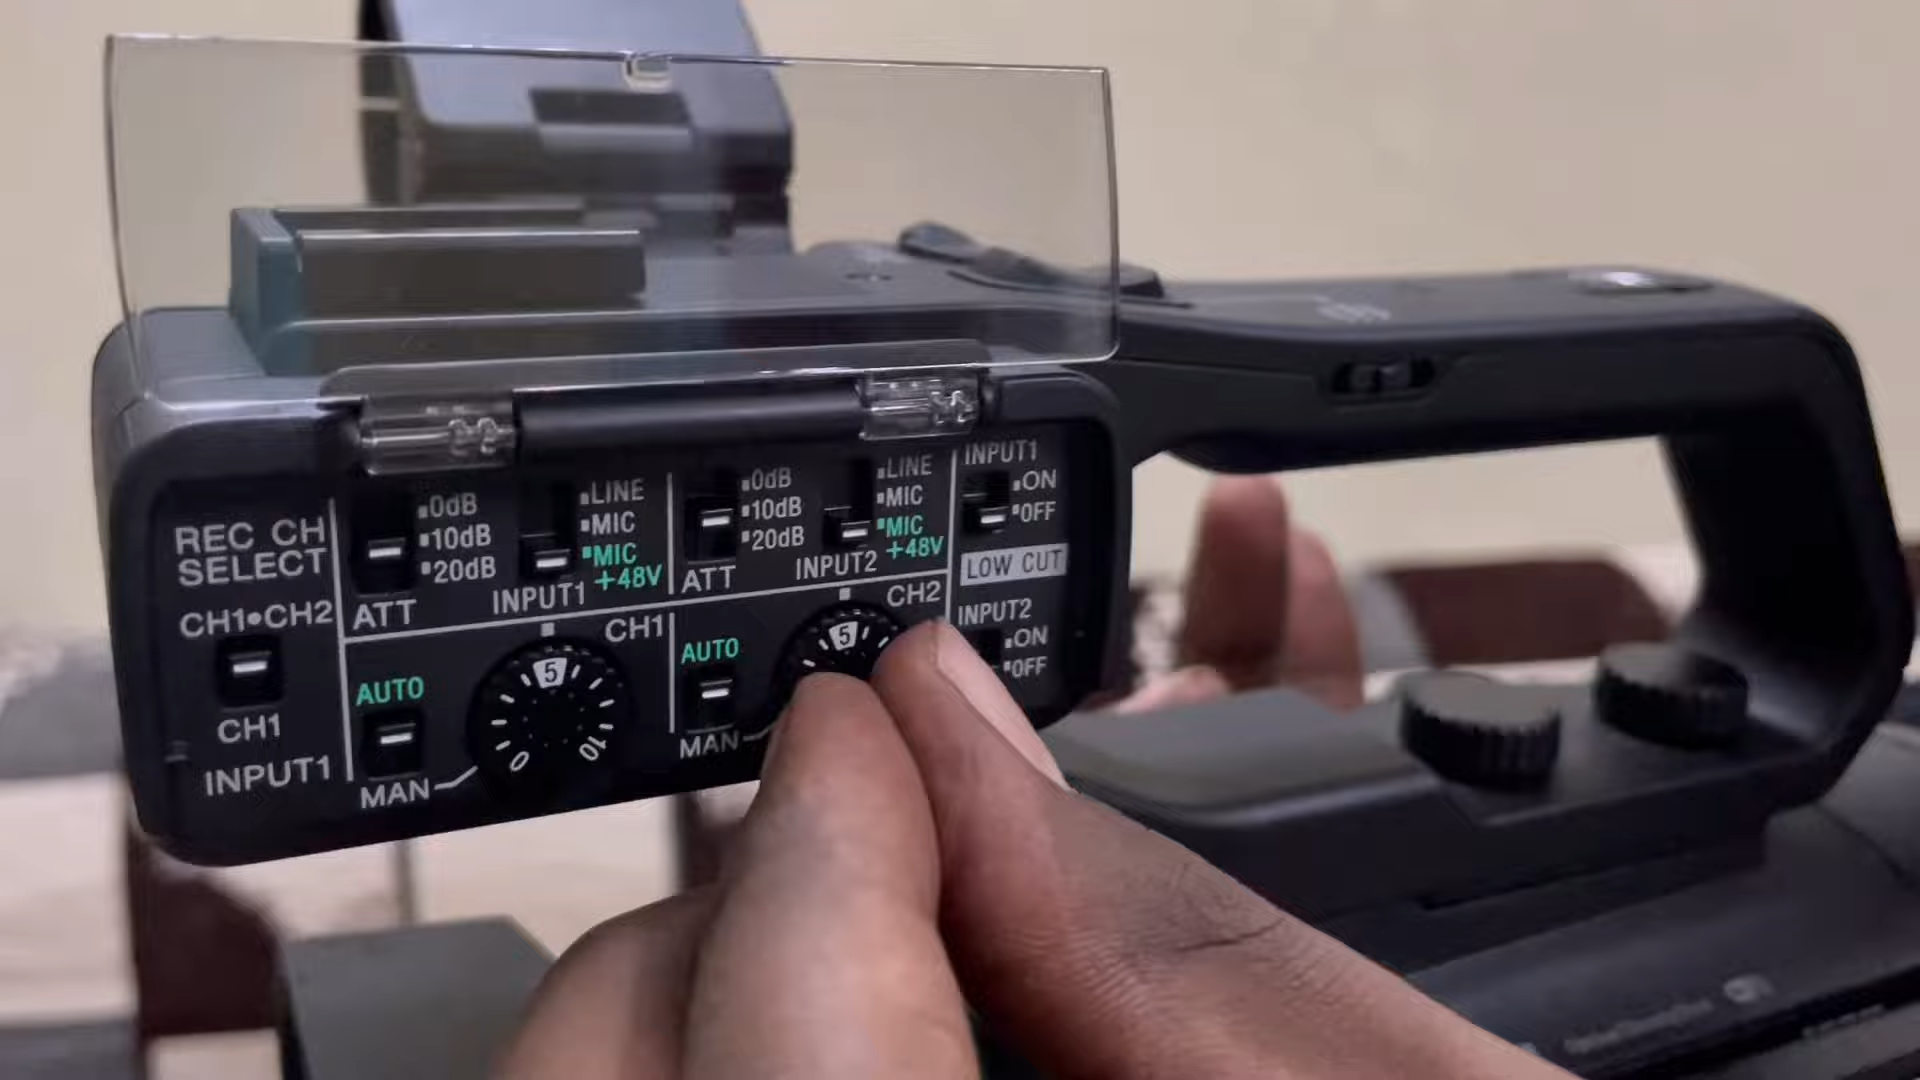 REC CH
SELECT
CH1•CH2
CH1
INPUT1
0dB
10dB
20dB
ATT
LINE
MIC
MIC
+48V
INPUT1
0dB
10dB
20dB
ATT
LINE
MIC
MIC
+48V
INPUT2
INPUT1
ON
OFF
LOW CUT
INPUT2
ON
OFF
CH1
AUTO
MAN
5
0
10
CH2
AUTO
MAN
5